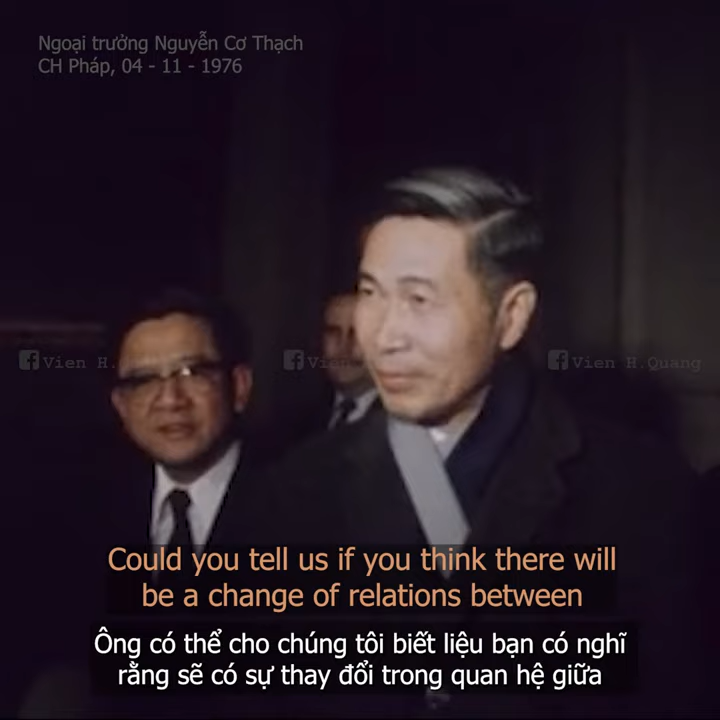 Ngoại trưởng Nguyễn Cơ Thạch
CH Pháp, 04 - 11 - 1976
Vien H. Vien H.Quang
Could you tell us if you think there will
be a change of relations between
Ông có thể cho chúng tôi biết liệu bạn có nghĩ
rằng sẽ có sự thay đổi trong quan hệ giữa